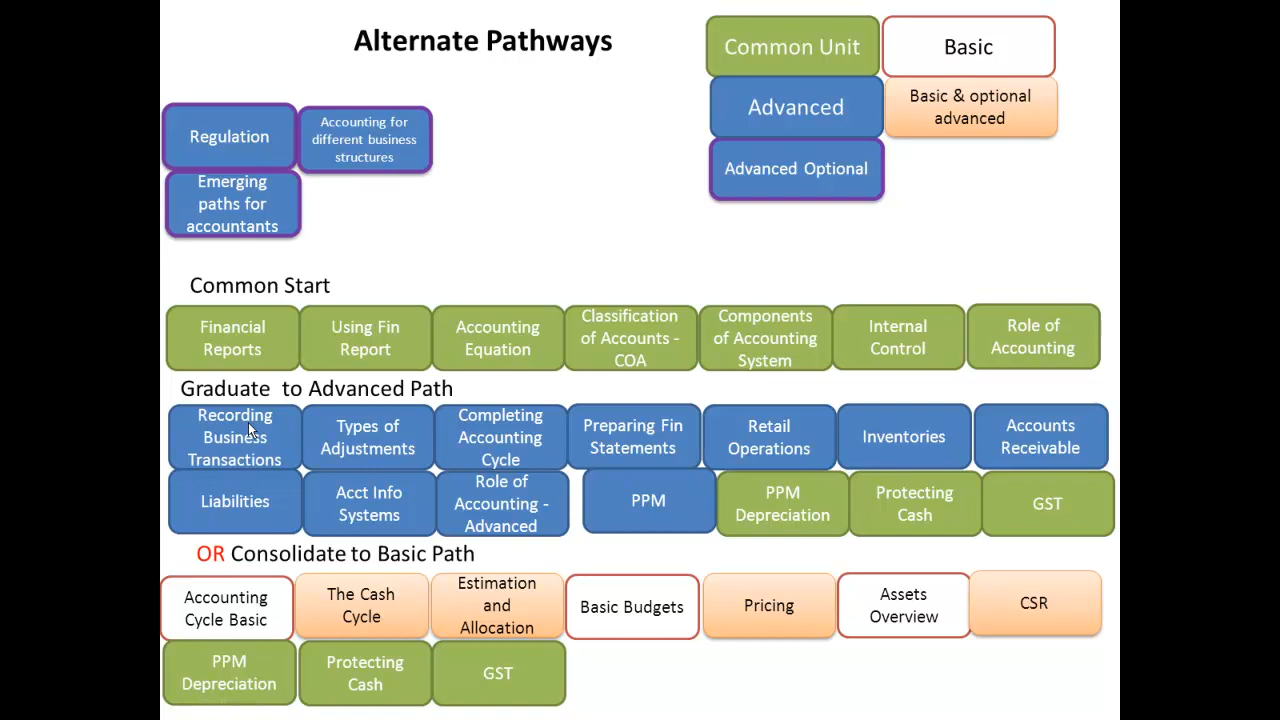 Alternate Pathways
Common Unit
Basic
Advanced
Basic & optional
advanced
Advanced Optional
Regulation
Accounting for
different business
structures
Emerging
paths for
accountants
Common Start
Financial
Reports
Using Fin
Report
Accounting
Equation
Classification
of Accounts -
COA
Components
of Accounting
System
Internal
Control
Role of
Accounting
Graduate to Advanced Path
Recording
Business
Transactions
Types of
Adjustments
Completing
Accounting
Cycle
Preparing Fin
Statements
Retail
Operations
Inventories
Accounts
Receivable
Liabilities
Acct Info
Systems
Role of
Accounting -
Advanced
PPM
PPM
Depreciation
Protecting
Cash
GST
OR Consolidate to Basic Path
Accounting
Cycle Basic
The Cash
Cycle
Estimation
and
Allocation
Basic Budgets
Pricing
Assets
Overview
CSR
PPM
Depreciation
Protecting
Cash
GST